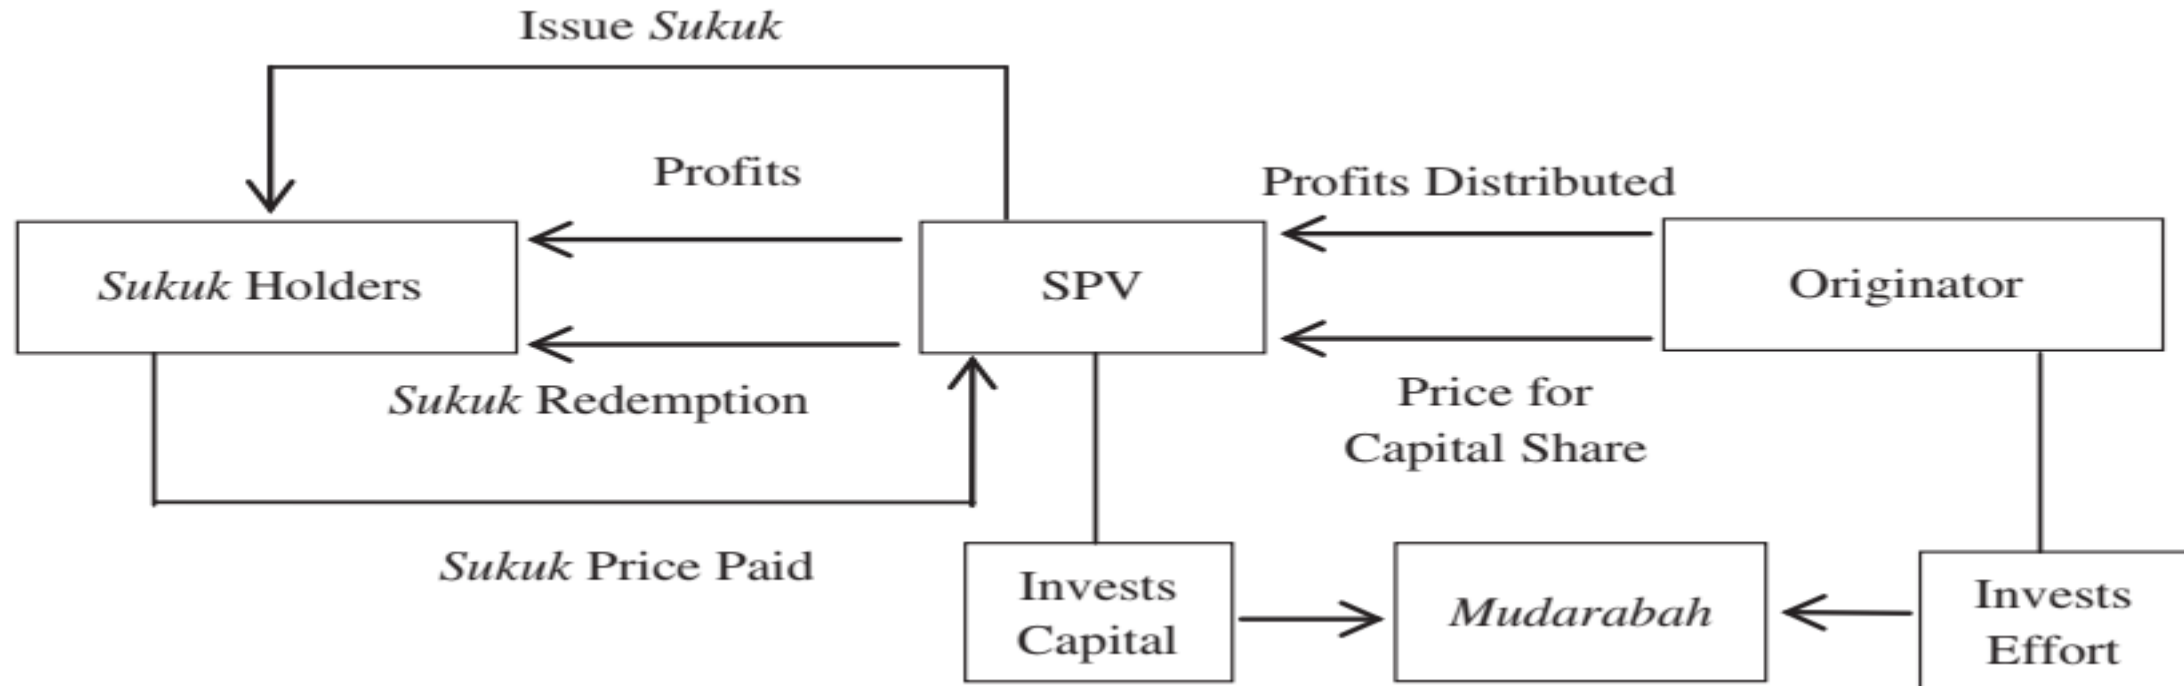 Issue Sukuk
Profits
Profits Distributed
Sukuk Holders
SPV
Originator
Sukuk Redemption
Price for
Capital Share
Sukuk Price Paid
Invests
Capital
Mudarabah
Invests
Effort